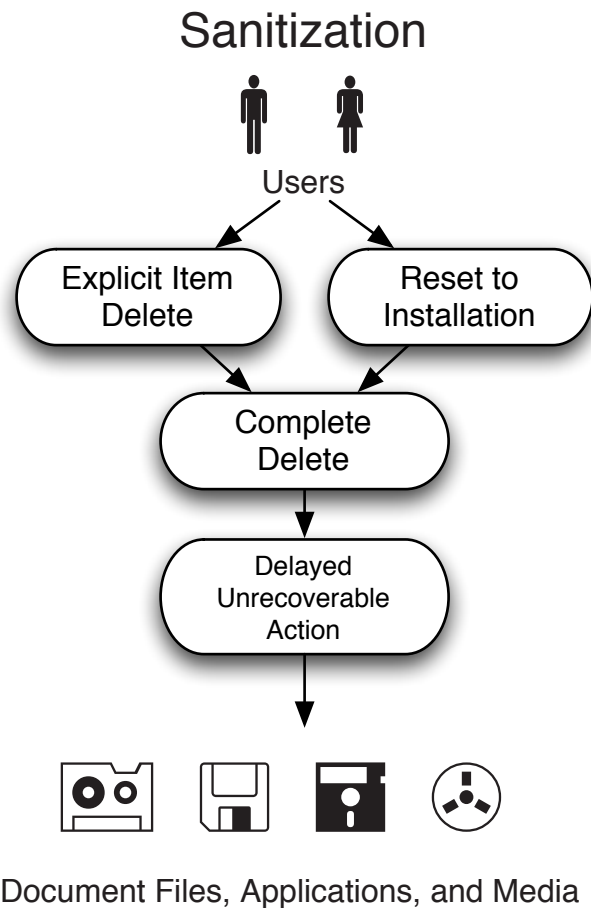 Sanitization
Users
Explicit Item
Delete
Reset to
Installation
Complete
Delete
Delayed
Unrecoverable
Action
Document Files, Applications, and Media